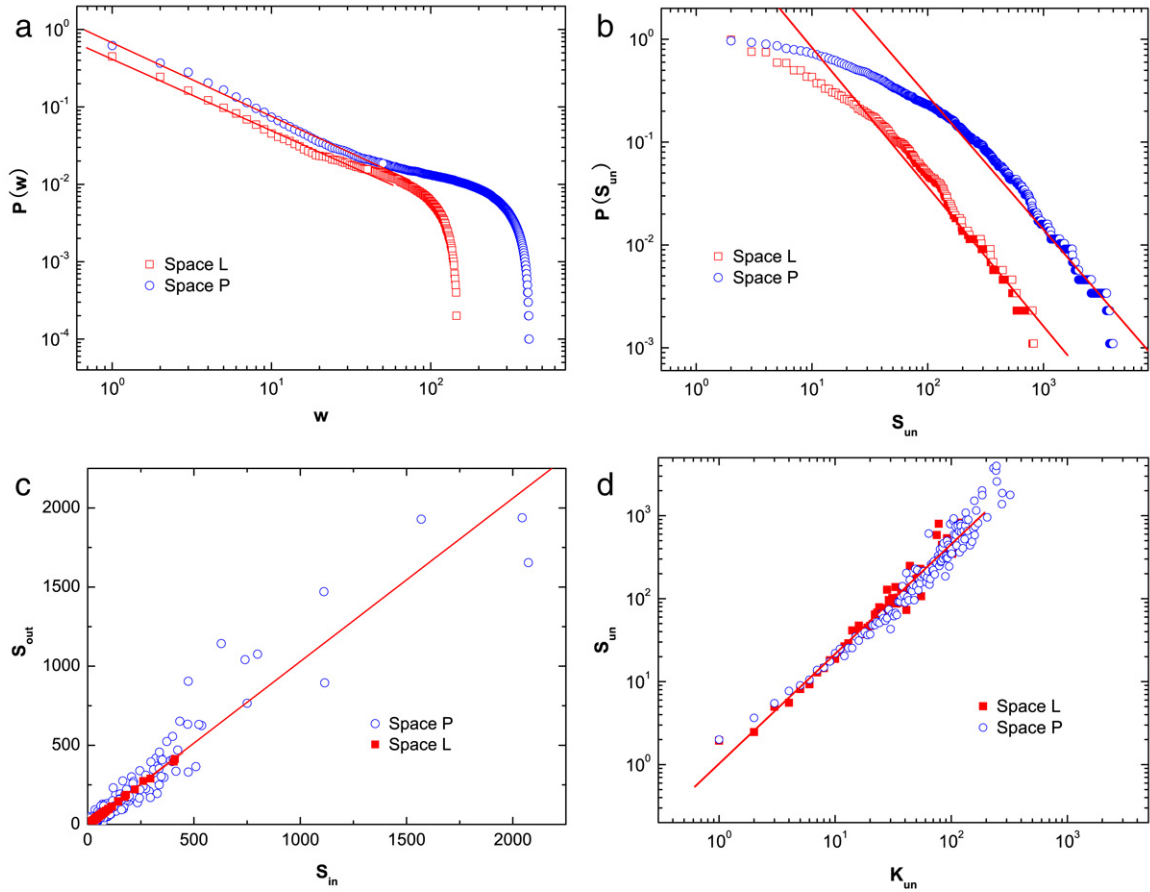 a
10^0
10^-1
10^-2
10^-3
10^-4
P(w)
Space L
Space P
10^0 10^1 10^2
w
b
10^0
10^-1
10^-2
10^-3
P(S_un)
Space L
Space P
10^0 10^1 10^2 10^3
S_un
c
2000
1500
1000
500
0
S_out
Space P
Space L
0 500 1000 1500 2000
S_in
d
10^3
10^2
10^1
10^0
S_un
Space L
Space P
10^0 10^1 10^2 10^3
K_un